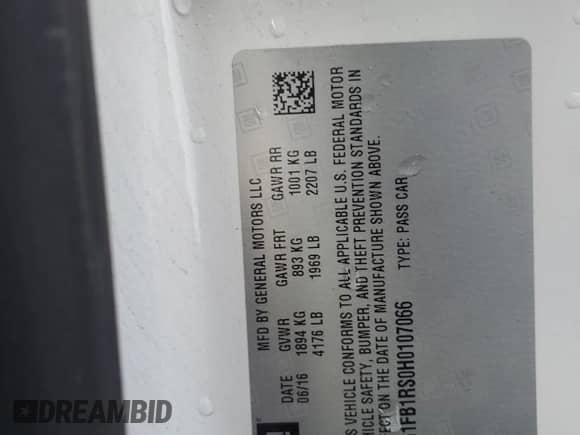 MFD BY GENERAL MOTORS LLC
DATE GVWR GAWR FRT GAWR RR
06/16 1894 KG 893 KG 1001 KG
4176 LB 1969 LB 2207 LB
VEHICLE CONFORMS TO ALL APPLICABLE U.S. FEDERAL MOTOR
SAFETY, BUMPER, AND THEFT PREVENTION STANDARDS IN
ON THE DATE OF MANUFACTURE SHOWN ABOVE.
1FB1RS0H0107066 TYPE: PASS CAR
DREAMBID